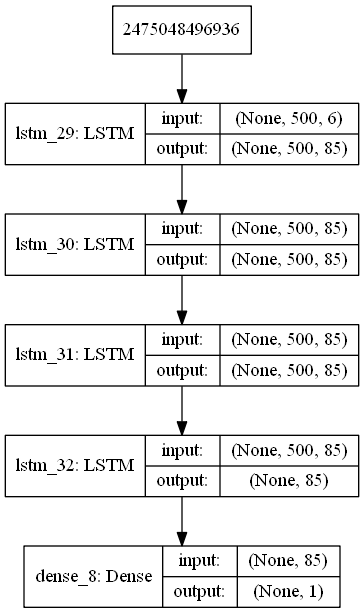 2475048496936
lstm_29: LSTM
input:
(None, 500, 6)
output:
(None, 500, 85)
lstm_30: LSTM
input:
(None, 500, 85)
output:
(None, 500, 85)
lstm_31: LSTM
input:
(None, 500, 85)
output:
(None, 500, 85)
lstm_32: LSTM
input:
(None, 500, 85)
output:
(None, 85)
dense_8: Dense
input:
(None, 85)
output:
(None, 1)